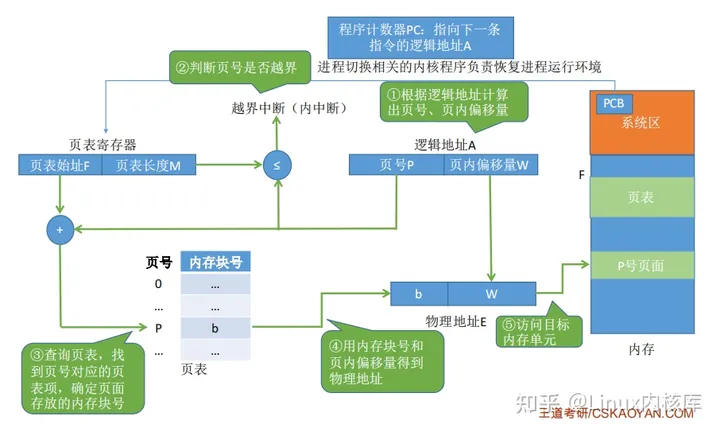 程序计数器PC：指向下一条
指令的逻辑地址A
②判断页号是否越界
进程切换相关的内核程序负责恢复进程运行环境
越界中断（内中断）
①根据逻辑地址计算
出页号、页内偏移量
PCB
系统区
页表寄存器
逻辑地址A
页表始址F
页表长度M
≤
页号P
页内偏移量W
F
页表
+
页号
内存块号
0
…
…
…
P
b
…
…
页表
b
W
物理地址E
P号页面
内存
③查询页表，找
到页号对应的页
表项，确定页面
存放的内存块号
④用内存块号和
页内偏移量得到
物理地址
⑤访问目标
内存单元
知乎 @Linux内核库
王道考研/CSKAOYAN.COM